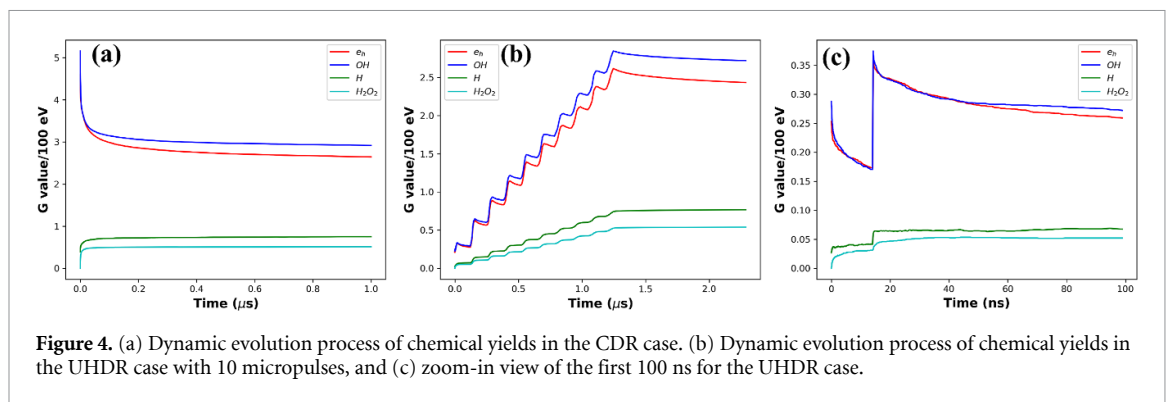 (a)
e_h
OH
H
H₂O₂
G value/100 eV
5
4
3
2
1
0
0.0 0.2 0.4 0.6 0.8 1.0
Time (μs)
(b)
e_h
OH
H
H₂O₂
G value/100 eV
2.5
2.0
1.5
1.0
0.5
0.0
0.0 0.5 1.0 1.5 2.0
Time (μs)
(c)
e_h
OH
H
H₂O₂
G value/100 eV
0.35
0.30
0.25
0.20
0.15
0.10
0.05
0.00
0 20 40 60 80 100
Time (ns)
Figure 4. (a) Dynamic evolution process of chemical yields in the CDR case. (b) Dynamic evolution process of chemical yields in
the UHDR case with 10 micropulses, and (c) zoom-in view of the first 100 ns for the UHDR case.